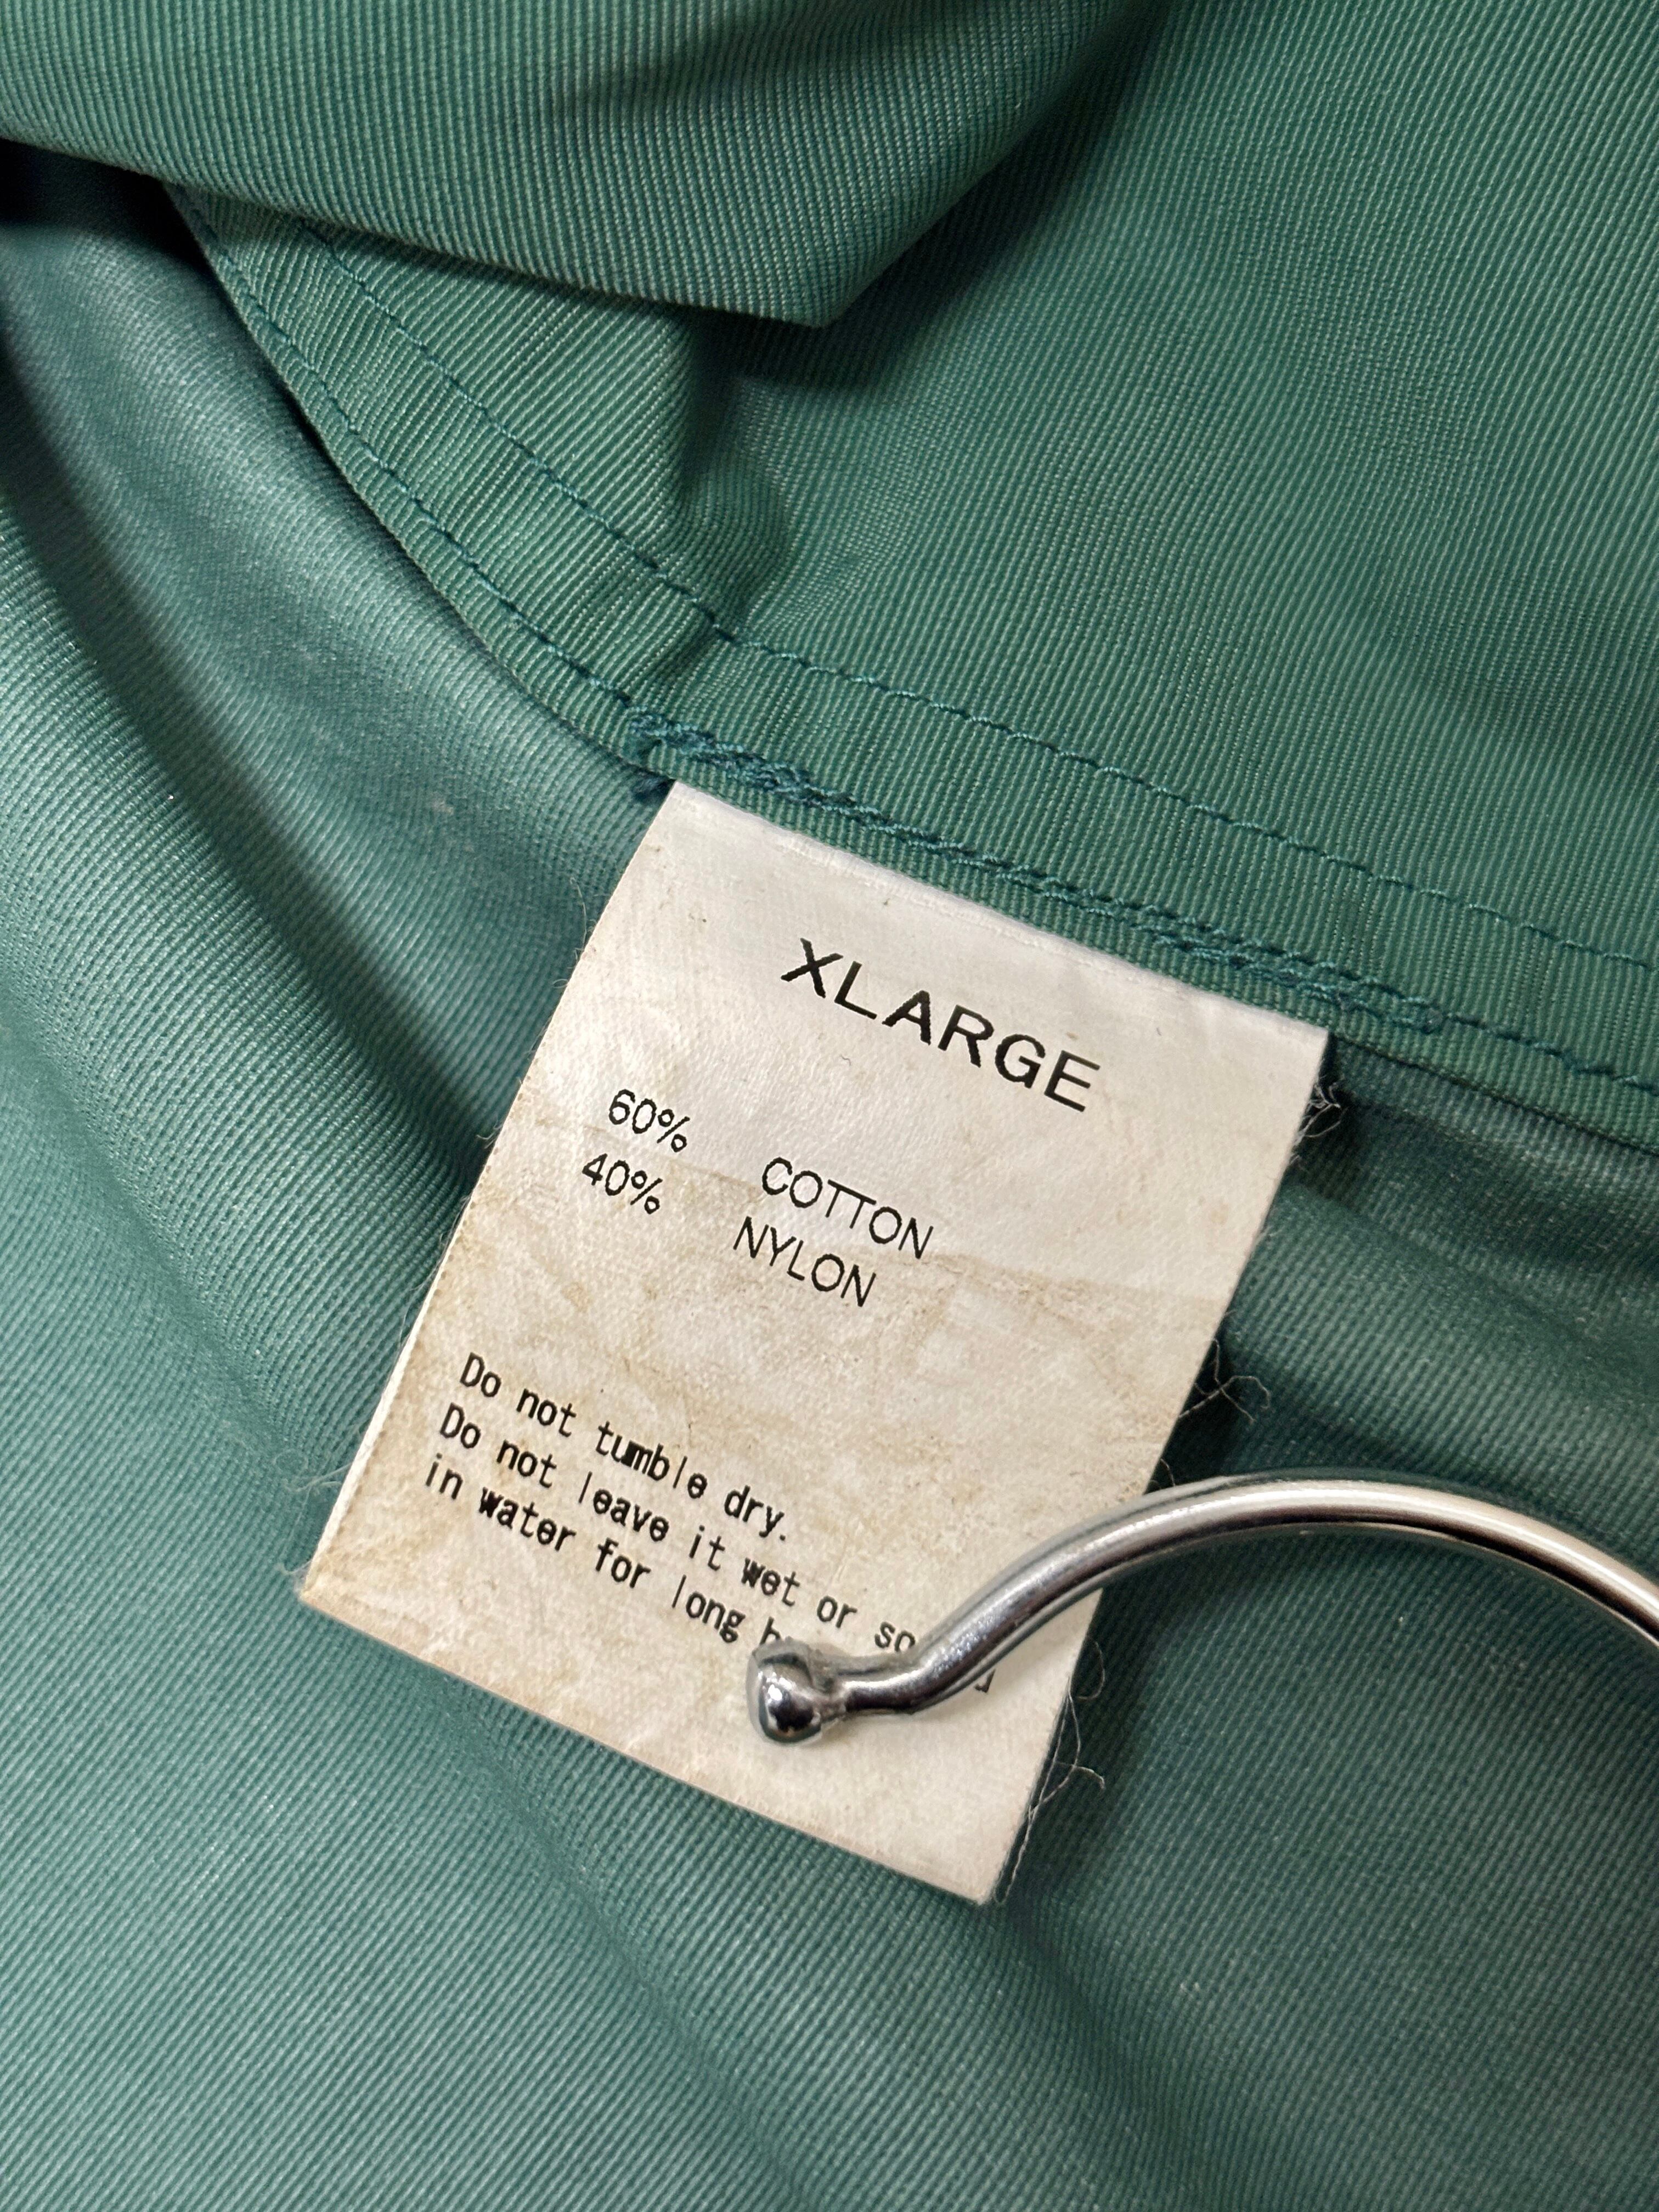 XLARGE
60% COTTON
40% NYLON
Do not tumble dry.
Do not leave it wet or
in water for long